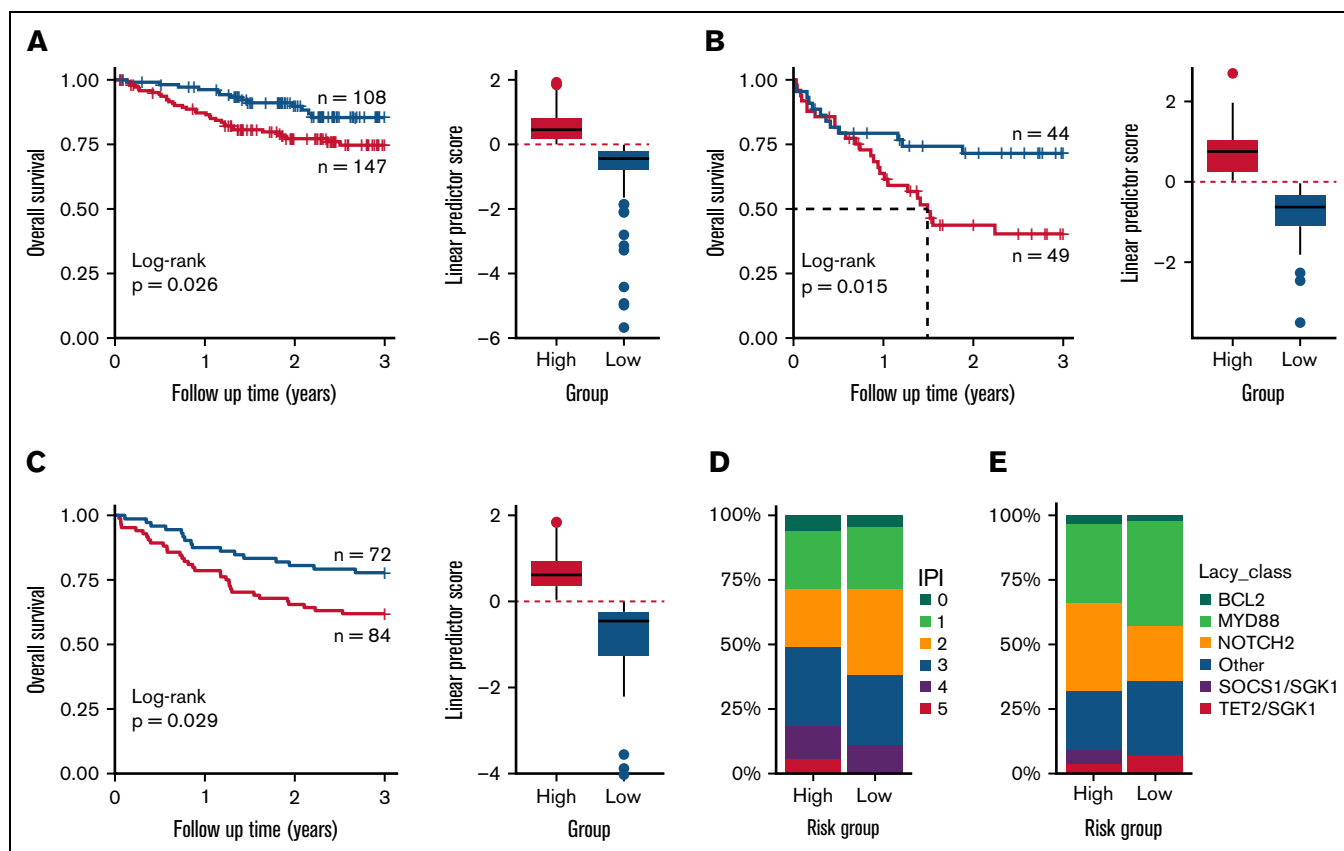 A
1.00
0.75
0.50
0.25
0.00
Overall survival
n = 108
n = 147
Log-rank
p = 0.026
0 1 2 3
Follow up time (years)
2
0
−2
−4
−6
Linear predictor score
High Low
Group
B
1.00
0.75
0.50
0.25
0.00
Overall survival
n = 44
n = 49
Log-rank
p = 0.015
0 1 2 3
Follow up time (years)
2
0
−2
Linear predictor score
High Low
Group
C
1.00
0.75
0.50
0.25
0.00
Overall survival
n = 72
n = 84
Log-rank
p = 0.029
0 1 2 3
Follow up time (years)
2
0
−2
−4
Linear predictor score
High Low
Group
D
100%
75%
50%
25%
0%
High Low
Risk group
IPI
0
1
2
3
4
5
E
100%
75%
50%
25%
0%
High Low
Risk group
Lacy_class
BCL2
MYD88
NOTCH2
Other
SOCS1/SGK1
TET2/SGK1